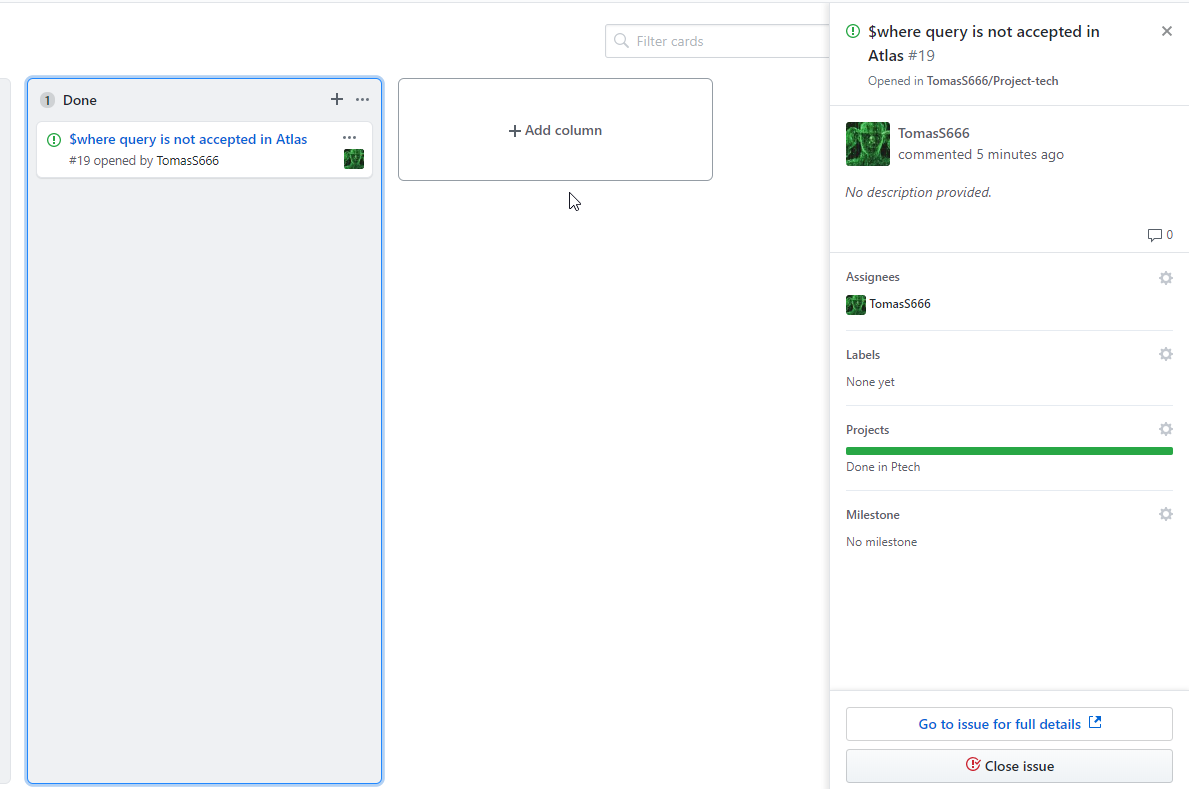 Filter cards
1 Done
$where query is not accepted in Atlas
#19 opened by TomasS666
Add column
$where query is not accepted in
Atlas #19
Opened in TomasS666/Project-tech
TomasS666
commented 5 minutes ago
No description provided.
0
Assignees
TomasS666
Labels
None yet
Projects
Done in Ptech
Milestone
No milestone
Go to issue for full details
Close issue